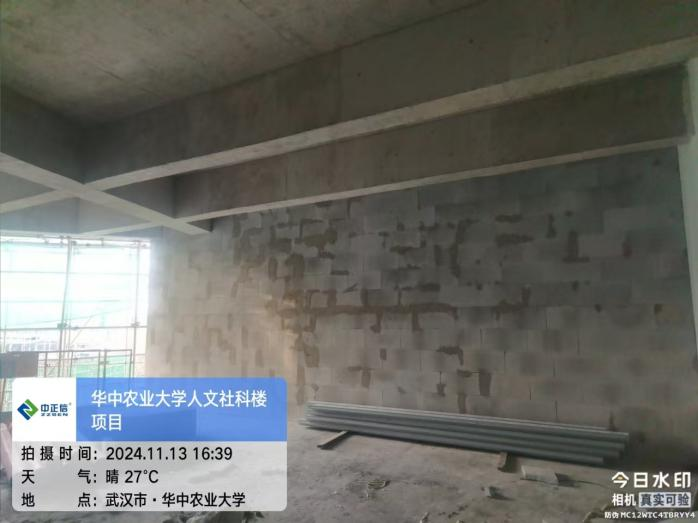 中正信
ZZXEN
华中农业大学人文社科楼
项目
拍 摄 时 间：2024.11.13 16:39
天　　气：晴 27°C
地　　点：武汉市·华中农业大学
今日水印
相机 真实可验
防伪 MC12WTC4T8RYY4